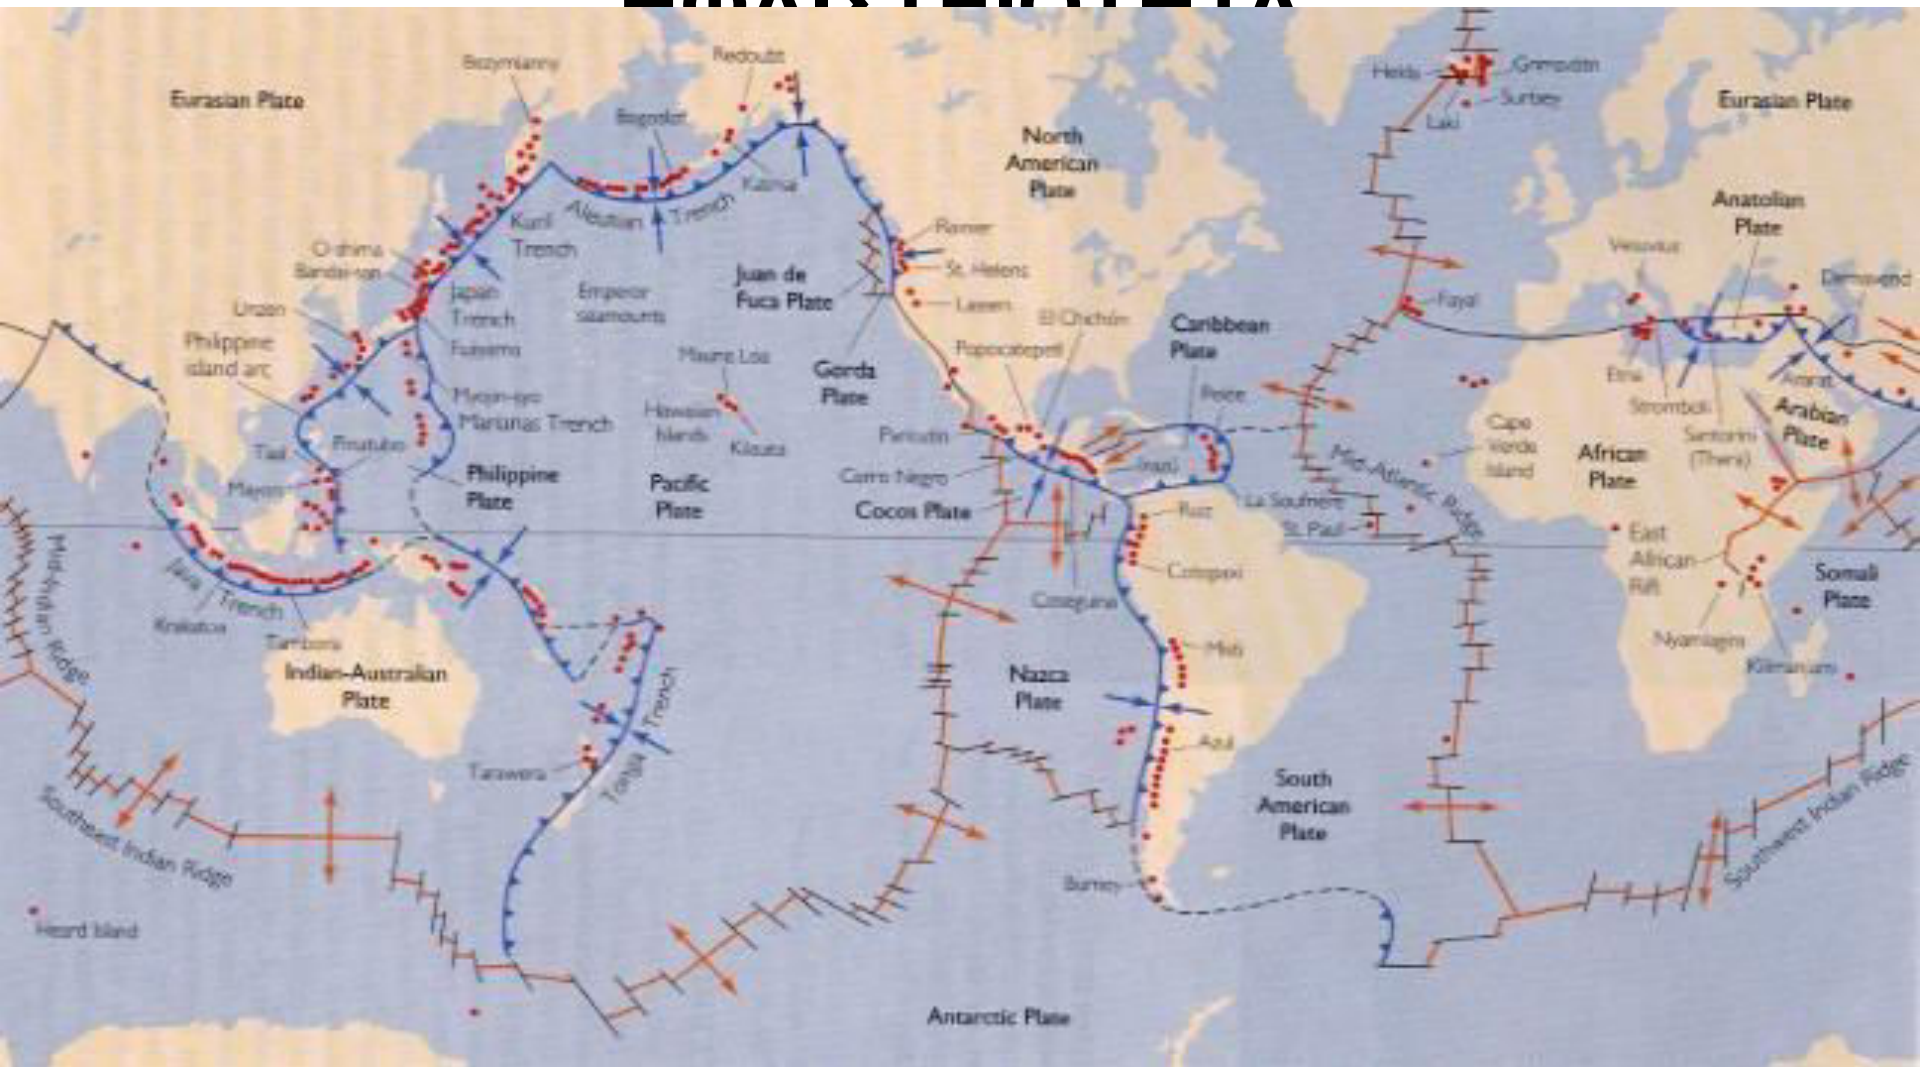 Bezymianny
Redoubt
Hekla
Grimsvötn
Surtsey
Laki
Eurasian Plate
Eurasian Plate
Bogoslof
North
American
Plate
Katmai
Aleutian Trench
Kuril
Trench
Anatolian
Plate
Rainier
St. Helens
Lassen
Vesuvius
Demavend
O-shima
Bandai-san
Juan de
Fuca Plate
Japan
Trench
Emperor
seamounts
Fayal
Unzen
El Chichón
Caribbean
Plate
Philippine
island arc
Fujiyama
Mauna Loa
Popocatepetl
Gorda
Plate
Etna
Ararat
Pelee
Myojin-syo
Marianas Trench
Hawaiian
Islands
Kilauea
Stromboli
Arabian
Plate
Paricutin
Cape
Verde
Island
Santorini
(Thera)
Taal
Pinatubo
African
Plate
Irazú
Mid-Atlantic Ridge
Mayon
Philippine
Plate
Pacific
Plate
Cerro Negro
Cocos Plate
La Soufriere
St. Paul
Ruiz
East
African
Rift
Mid-Indian Ridge
Java Trench
Cotopaxi
Somali
Plate
Coseguina
Krakatoa
Tambora
Nyamlagira
Kilimanjaro
Misti
Indian-Australian
Plate
Nazca
Plate
Tonga Trench
Azul
Tarawera
South
American
Plate
Southeast Indian Ridge
Southwest Indian Ridge
Burney
Heard Island
Antarctic Plate